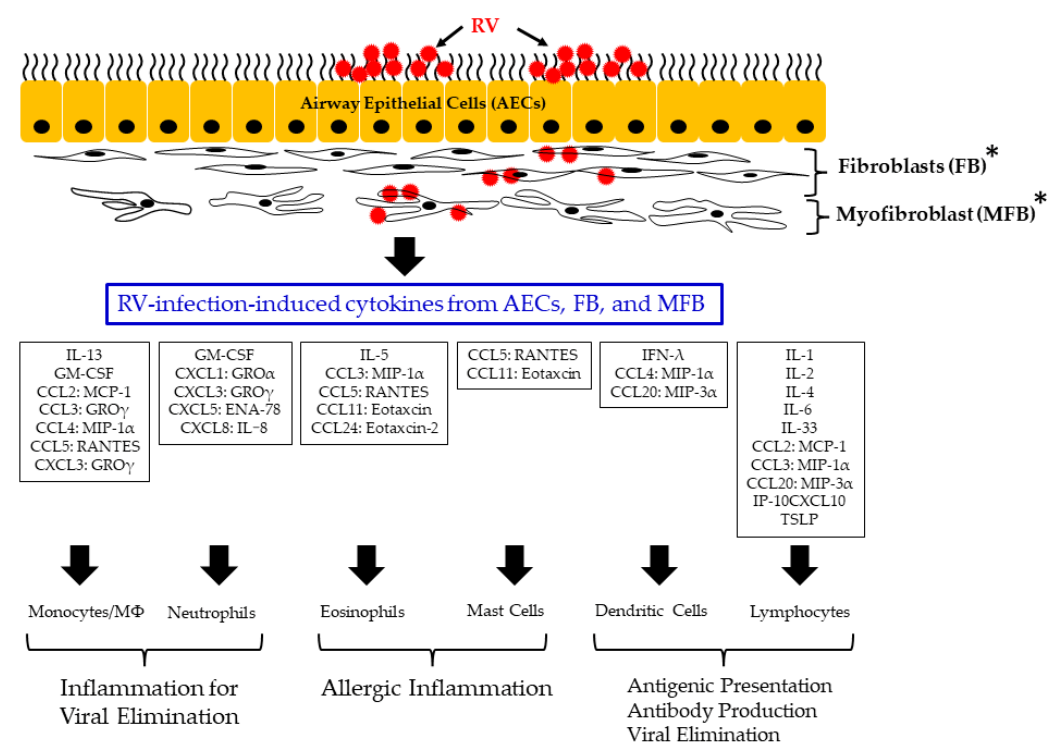 RV
Airway Epithelial Cells (AECs)
Fibroblasts (FB)*
Myofibroblast (MFB)*
RV-infection-induced cytokines from AECs, FB, and MFB
IL-13
GM-CSF
CCL2: MCP-1
CCL3: GROγ
CCL4: MIP-1α
CCL5: RANTES
CXCL3: GROγ
GM-CSF
CXCL1: GROα
CXCL3: GROγ
CXCL5: ENA-78
CXCL8: IL-8
IL-5
CCL3: MIP-1α
CCL5: RANTES
CCL11: Eotaxcin
CCL24: Eotaxcin-2
CCL5: RANTES
CCL11: Eotaxcin
IFN-λ
CCL4: MIP-1α
CCL20: MIP-3α
IL-1
IL-2
IL-4
IL-6
IL-33
CCL2: MCP-1
CCL3: MIP-1α
CCL20: MIP-3α
IP-10CXCL10
TSLP
Monocytes/MΦ
Neutrophils
Eosinophils
Mast Cells
Dendritic Cells
Lymphocytes
Inflammation for
Viral Elimination
Allergic Inflammation
Antigenic Presentation
Antibody Production
Viral Elimination